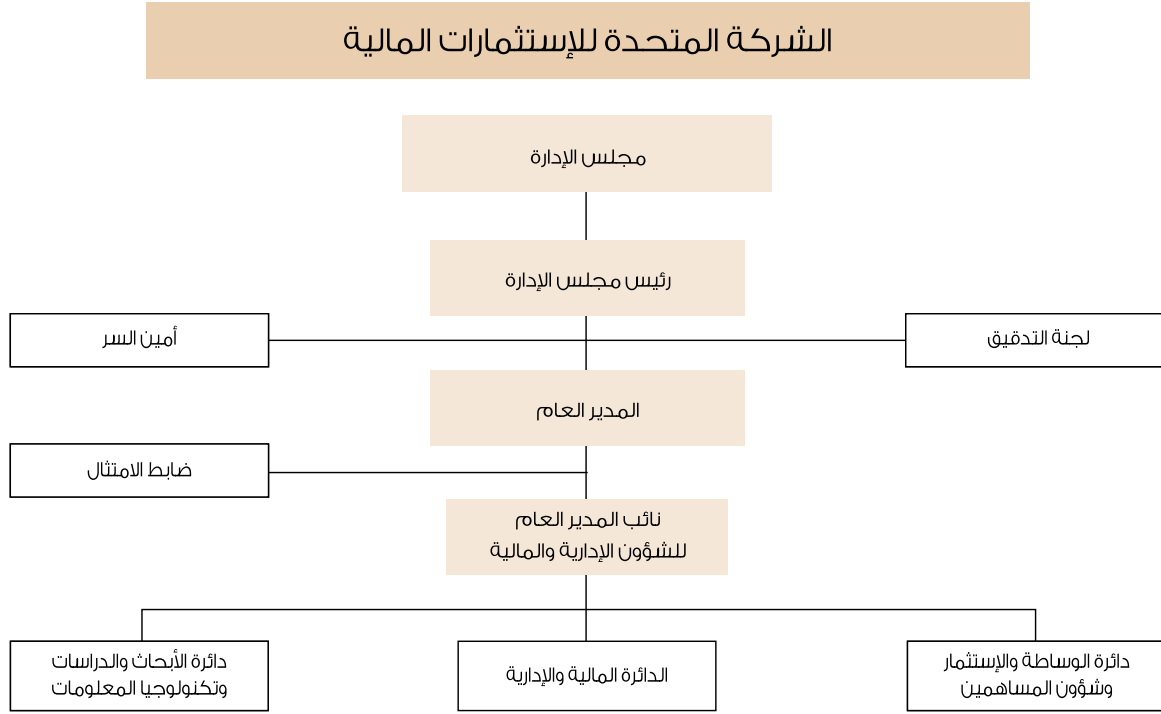 الشركة المتحدة للإستثمارات المالية
مجلس الإدارة
رئيس مجلس الإدارة
لجنة التدقيق
أمين السر
المدير العام
ضابط الامتثال
نائب المدير العام
للشؤون الإدارية والمالية
دائرة الوساطة والإستثمار
وشؤون المساهمين
الدائرة المالية والإدارية
دائرة الأبحاث والدراسات
وتكنولوجيا المعلومات